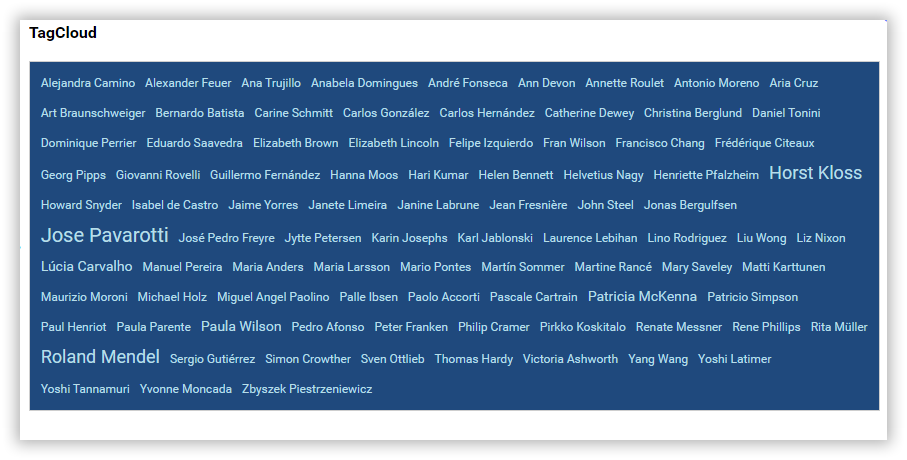 TagCloud
Alejandra Camino Alexander Feuer Ana Trujillo Anabela Domingues André Fonseca Ann Devon Annette Roulet Antonio Moreno Aria Cruz
Art Braunschweiger Bernardo Batista Carine Schmitt Carlos González Carlos Hernández Catherine Dewey Christina Berglund Daniel Tonini
Dominique Perrier Eduardo Saavedra Elizabeth Brown Elizabeth Lincoln Felipe Izquierdo Fran Wilson Francisco Chang Frédérique Citeaux
Georg Pipps Giovanni Rovelli Guillermo Fernández Hanna Moos Hari Kumar Helen Bennett Helvetius Nagy Henriette Pfalzheim Horst Kloss
Howard Snyder Isabel de Castro Jaime Yorres Janete Limeira Janine Labrune Jean Fresnière John Steel Jonas Bergulfsen
Jose Pavarotti José Pedro Freyre Jytte Petersen Karin Josephs Karl Jablonski Laurence Lebihan Lino Rodriguez Liu Wong Liz Nixon
Lúcia Carvalho Manuel Pereira Maria Anders Maria Larsson Mario Pontes Martín Sommer Martine Rancé Mary Saveley Matti Karttunen
Maurizio Moroni Michael Holz Miguel Angel Paolino Palle Ibsen Paolo Accorti Pascale Cartrain Patricia McKenna Patricio Simpson
Paul Henriot Paula Parente Paula Wilson Pedro Afonso Peter Franken Philip Cramer Pirkko Koskitalo Renate Messner Rene Phillips Rita Müller
Roland Mendel Sergio Gutiérrez Simon Crowther Sven Ottlieb Thomas Hardy Victoria Ashworth Yang Wang Yoshi Latimer
Yoshi Tannamuri Yvonne Moncada Zbyszek Piestrzeniewicz